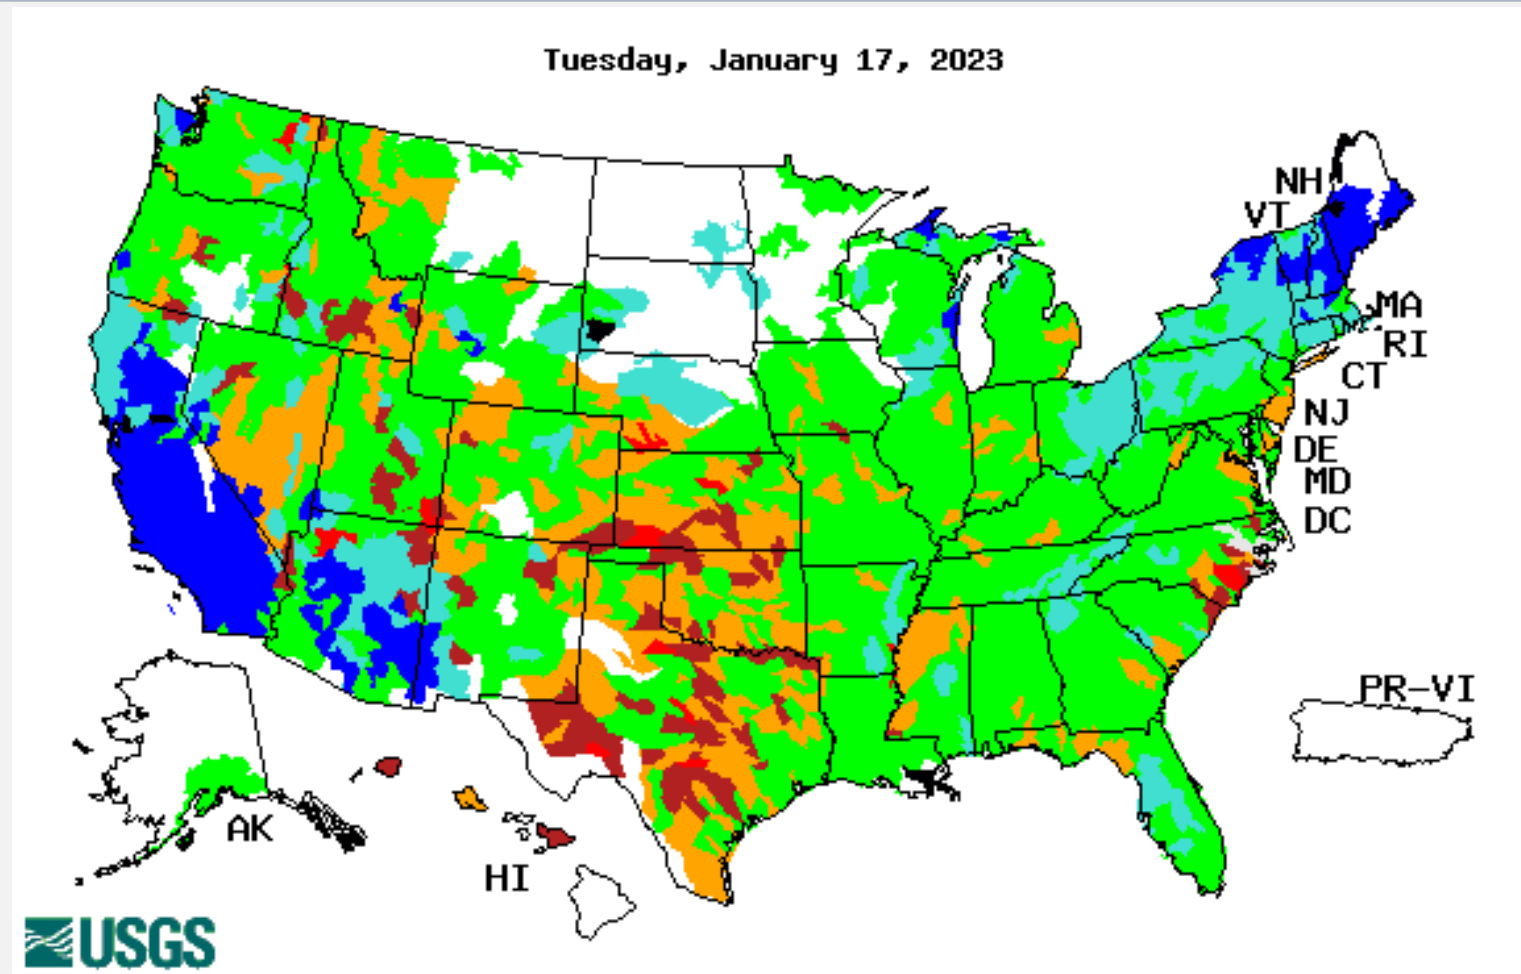 Tuesday, January 17, 2023
NH
VT
MA
RI
CT
NJ
DE
MD
DC
PR-VI
AK
HI
USGS